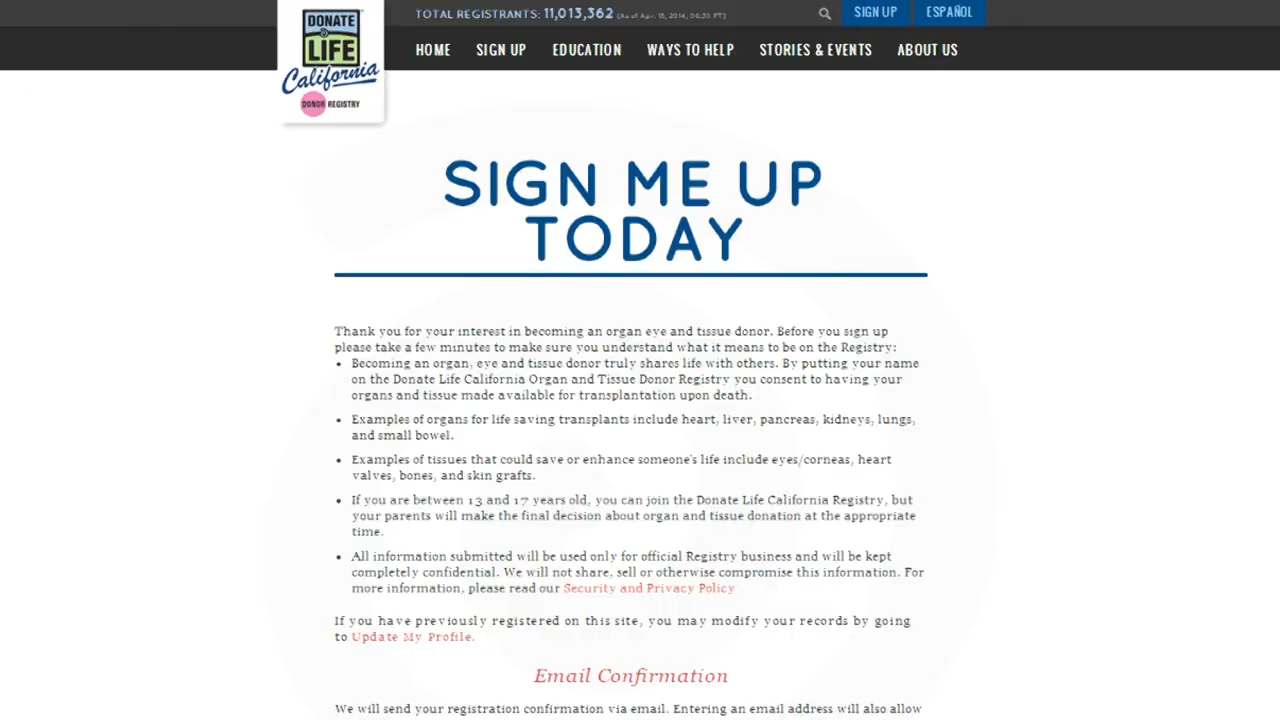 TOTAL REGISTRANTS: 11,013,362 (As of Apr. 18, 2014, 06:30 PT)
SIGN UP
ESPAÑOL
DONATE
LIFE
California
DONOR REGISTRY
HOME
SIGN UP
EDUCATION
WAYS TO HELP
STORIES & EVENTS
ABOUT US
SIGN ME UP
TODAY
Thank you for your interest in becoming an organ eye and tissue donor. Before you sign up
please take a few minutes to make sure you understand what it means to be on the Registry:
• Becoming an organ, eye and tissue donor truly shares life with others. By putting your name
on the Donate Life California Organ and Tissue Donor Registry you consent to having your
organs and tissue made available for transplantation upon death.
• Examples of organs for life saving transplants include heart, liver, pancreas, kidneys, lungs,
and small bowel.
• Examples of tissues that could save or enhance someone's life include eyes/corneas, heart
valves, bones, and skin grafts.
• If you are between 13 and 17 years old, you can join the Donate Life California Registry, but
your parents will make the final decision about organ and tissue donation at the appropriate
time.
• All information submitted will be used only for official Registry business and will be kept
completely confidential. We will not share, sell or otherwise compromise this information. For
more information, please read our Security and Privacy Policy
If you have previously registered on this site, you may modify your records by going
to Update My Profile.
Email Confirmation
We will send your registration confirmation via email. Entering an email address will also allow